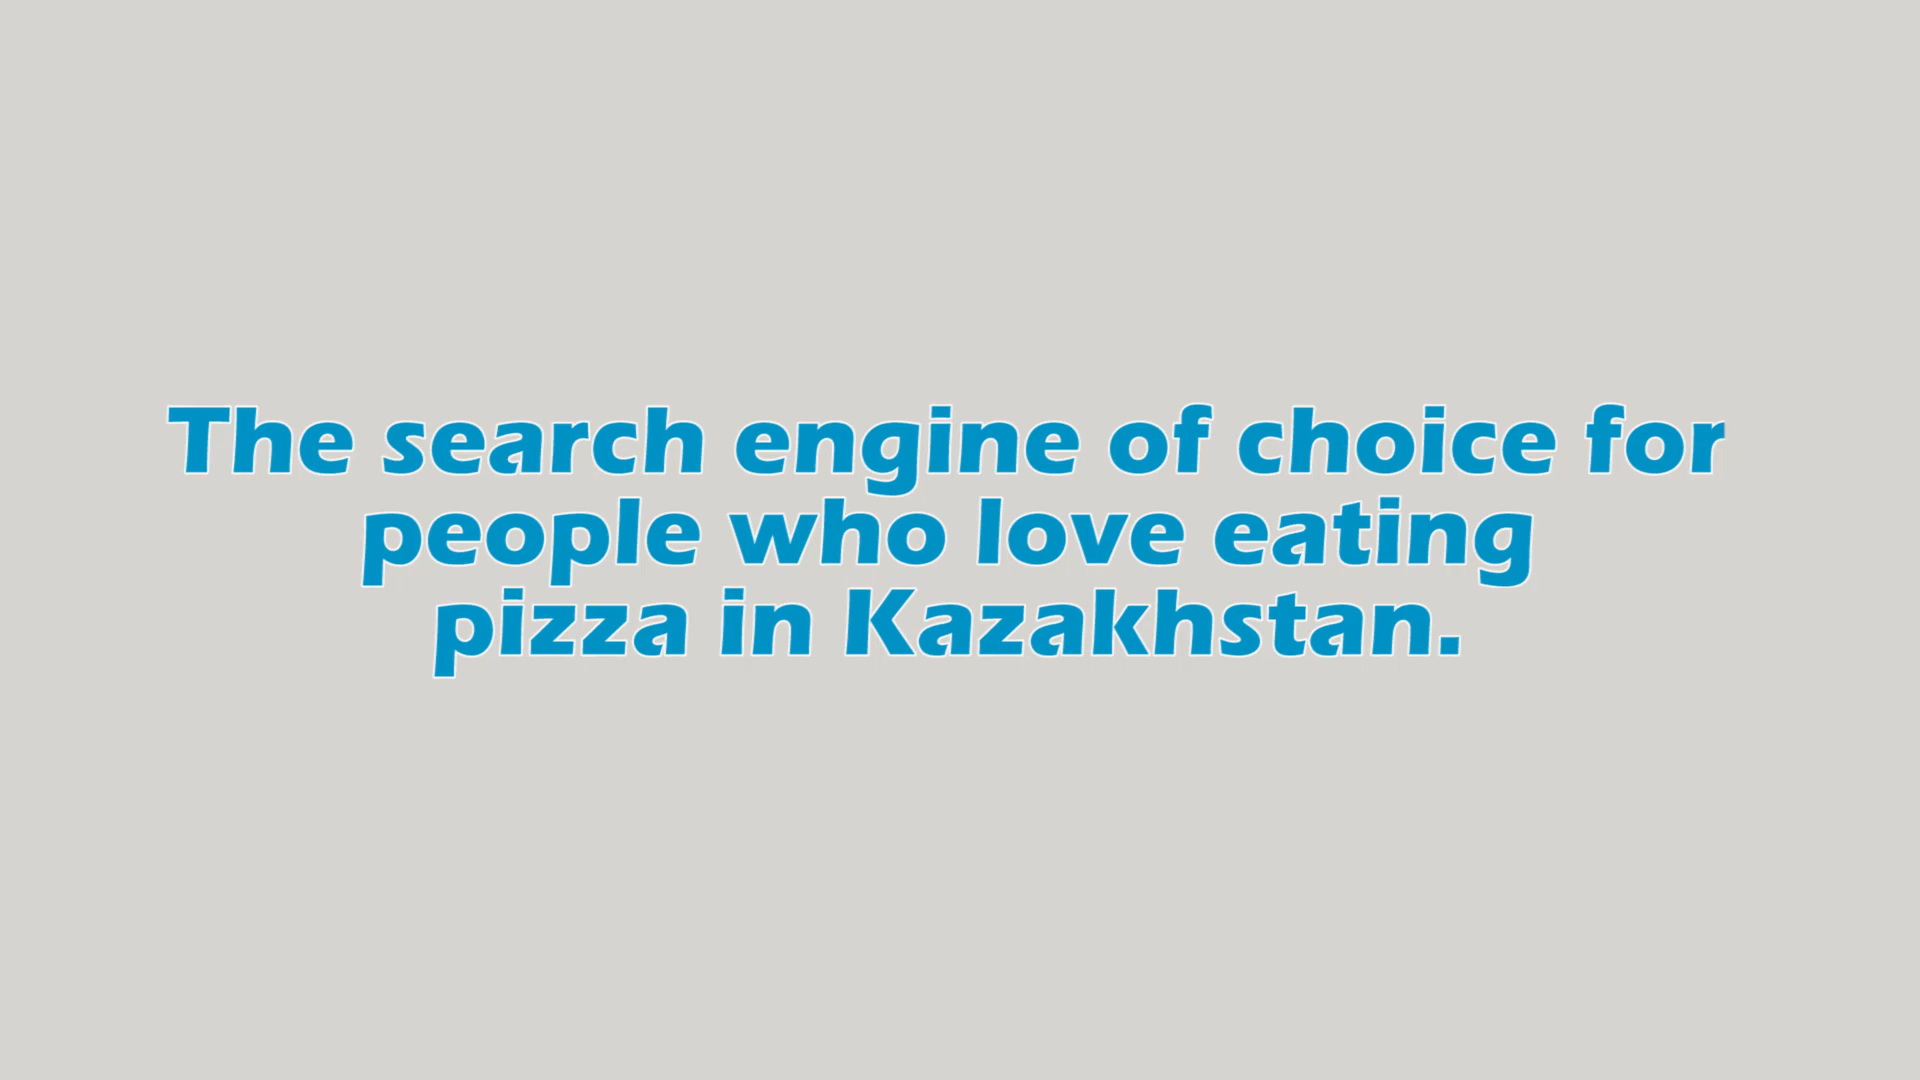 The search engine of choice for
people who love eating
pizza in Kazakhstan.